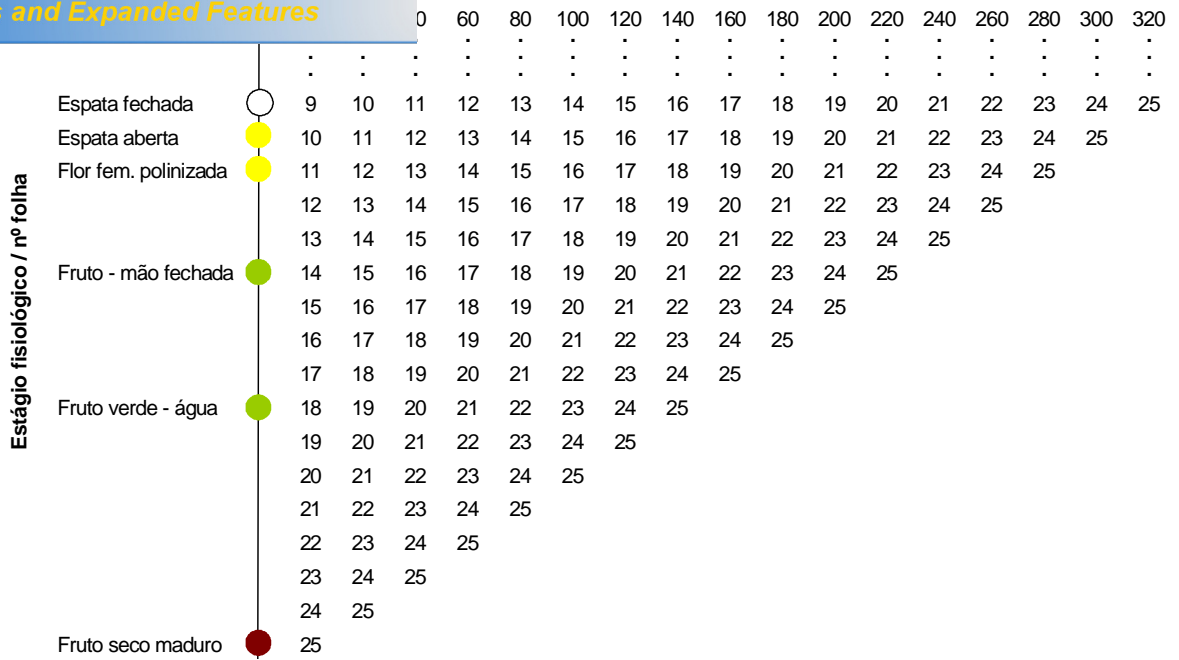 and Expanded Features
60 80 100 120 140 160 180 200 220 240 260 280 300 320
. . . . . . . . . . . . . .
. . . . . . . . . . . . . . . . .
. . . . . . . . . . . . . . . . .
Estágio fisiológico / nº folha
Espata fechada 9 10 11 12 13 14 15 16 17 18 19 20 21 22 23 24 25
Espata aberta 10 11 12 13 14 15 16 17 18 19 20 21 22 23 24 25
Flor fem. polinizada 11 12 13 14 15 16 17 18 19 20 21 22 23 24 25
12 13 14 15 16 17 18 19 20 21 22 23 24 25
13 14 15 16 17 18 19 20 21 22 23 24 25
Fruto - mão fechada 14 15 16 17 18 19 20 21 22 23 24 25
15 16 17 18 19 20 21 22 23 24 25
16 17 18 19 20 21 22 23 24 25
17 18 19 20 21 22 23 24 25
Fruto verde - água 18 19 20 21 22 23 24 25
19 20 21 22 23 24 25
20 21 22 23 24 25
21 22 23 24 25
22 23 24 25
23 24 25
24 25
Fruto seco maduro 25